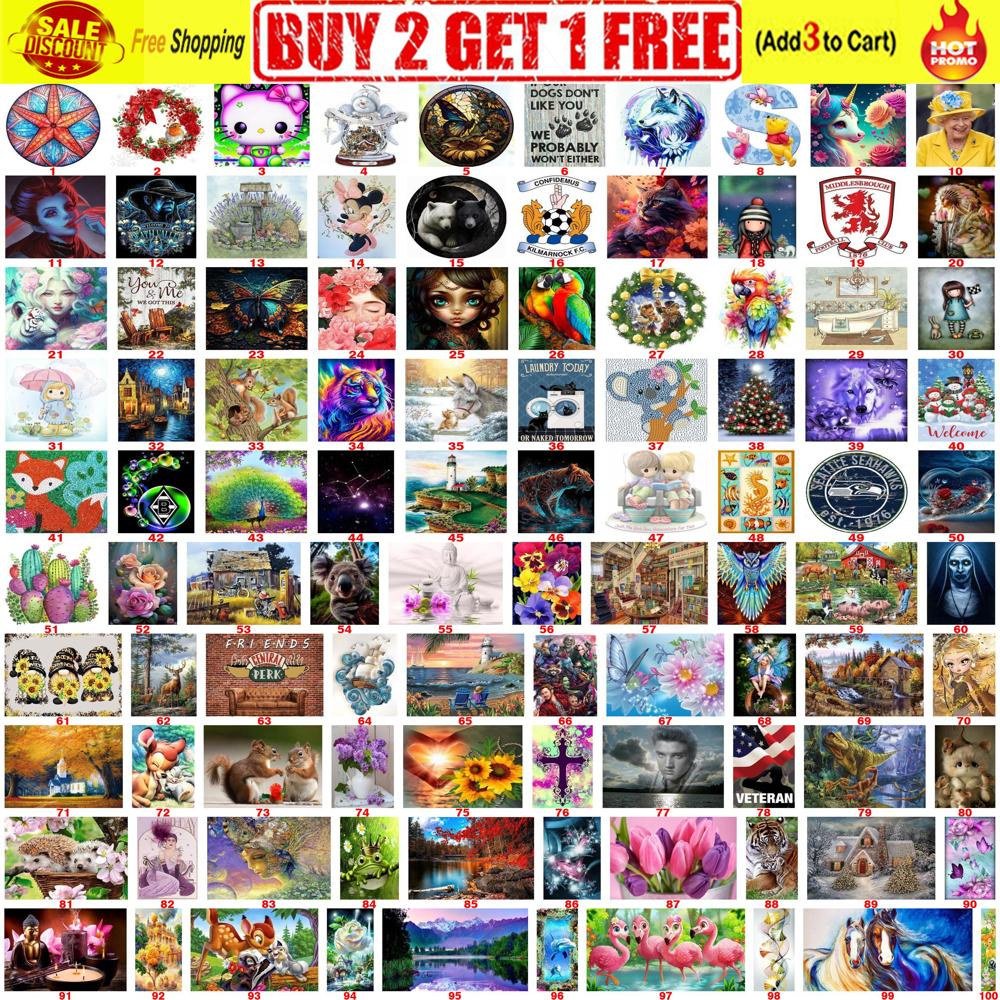 SALE
DISCOUNT
Free Shopping
BUY 2 GET 1 FREE
(Add 3 to Cart)
HOT
PROMO
DOGS DON'T
LIKE YOU
WE
PROBABLY
WON'T EITHER
S
1 2 3 4 5 6 7 8 9 10
CONFIDEMUS
KILMARNOCK F.C.
MIDDLESBROUGH
FOOTBALL CLUB
1876
11 12 13 14 15 16 17 18 19 20
You & Me
WE GOT THIS
21 22 23 24 25 26 27 28 29 30
LAUNDRY TODAY
OR NAKED TOMORROW
Welcome
31 32 33 34 35 36 37 38 39 40
SEATTLE SEAHAWKS
est. 1976
41 42 43 44 45 46 47 48 49 50
51 52 53 54 55 56 57 58 59 60
FRIENDS
CENTRAL
PERK
61 62 63 64 65 66 67 68 69 70
VETERAN
71 72 73 74 75 76 77 78 79 80
81 82 83 84 85 86 87 88 89 90
91 92 93 94 95 96 97 98 99 100